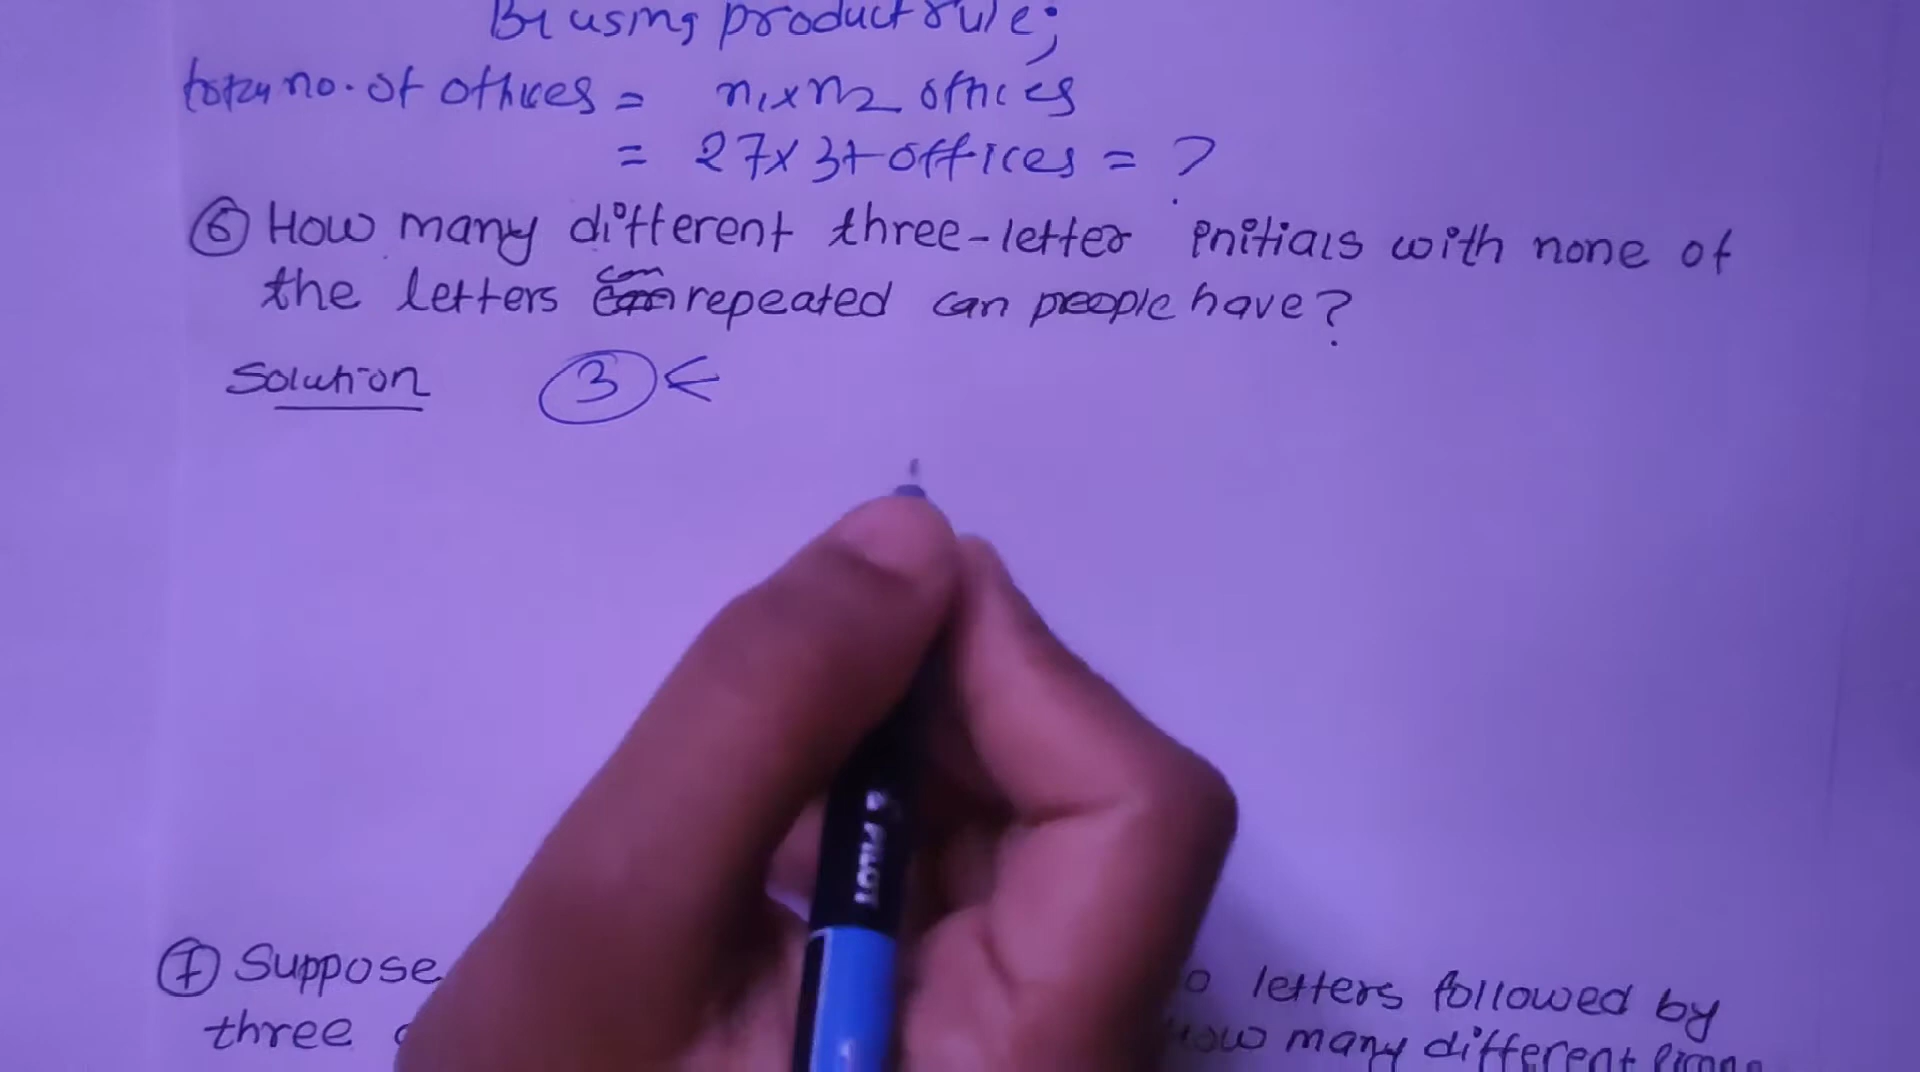 using product rule;
no. of offices = n1 x n2 offices
= 27 x 37 offices = ?
⑥ How many different three-letter initials with none of
the letters can repeated can people have?
Solution ③ ←
PILOT
⑦ Suppose letters followed by
three How many different